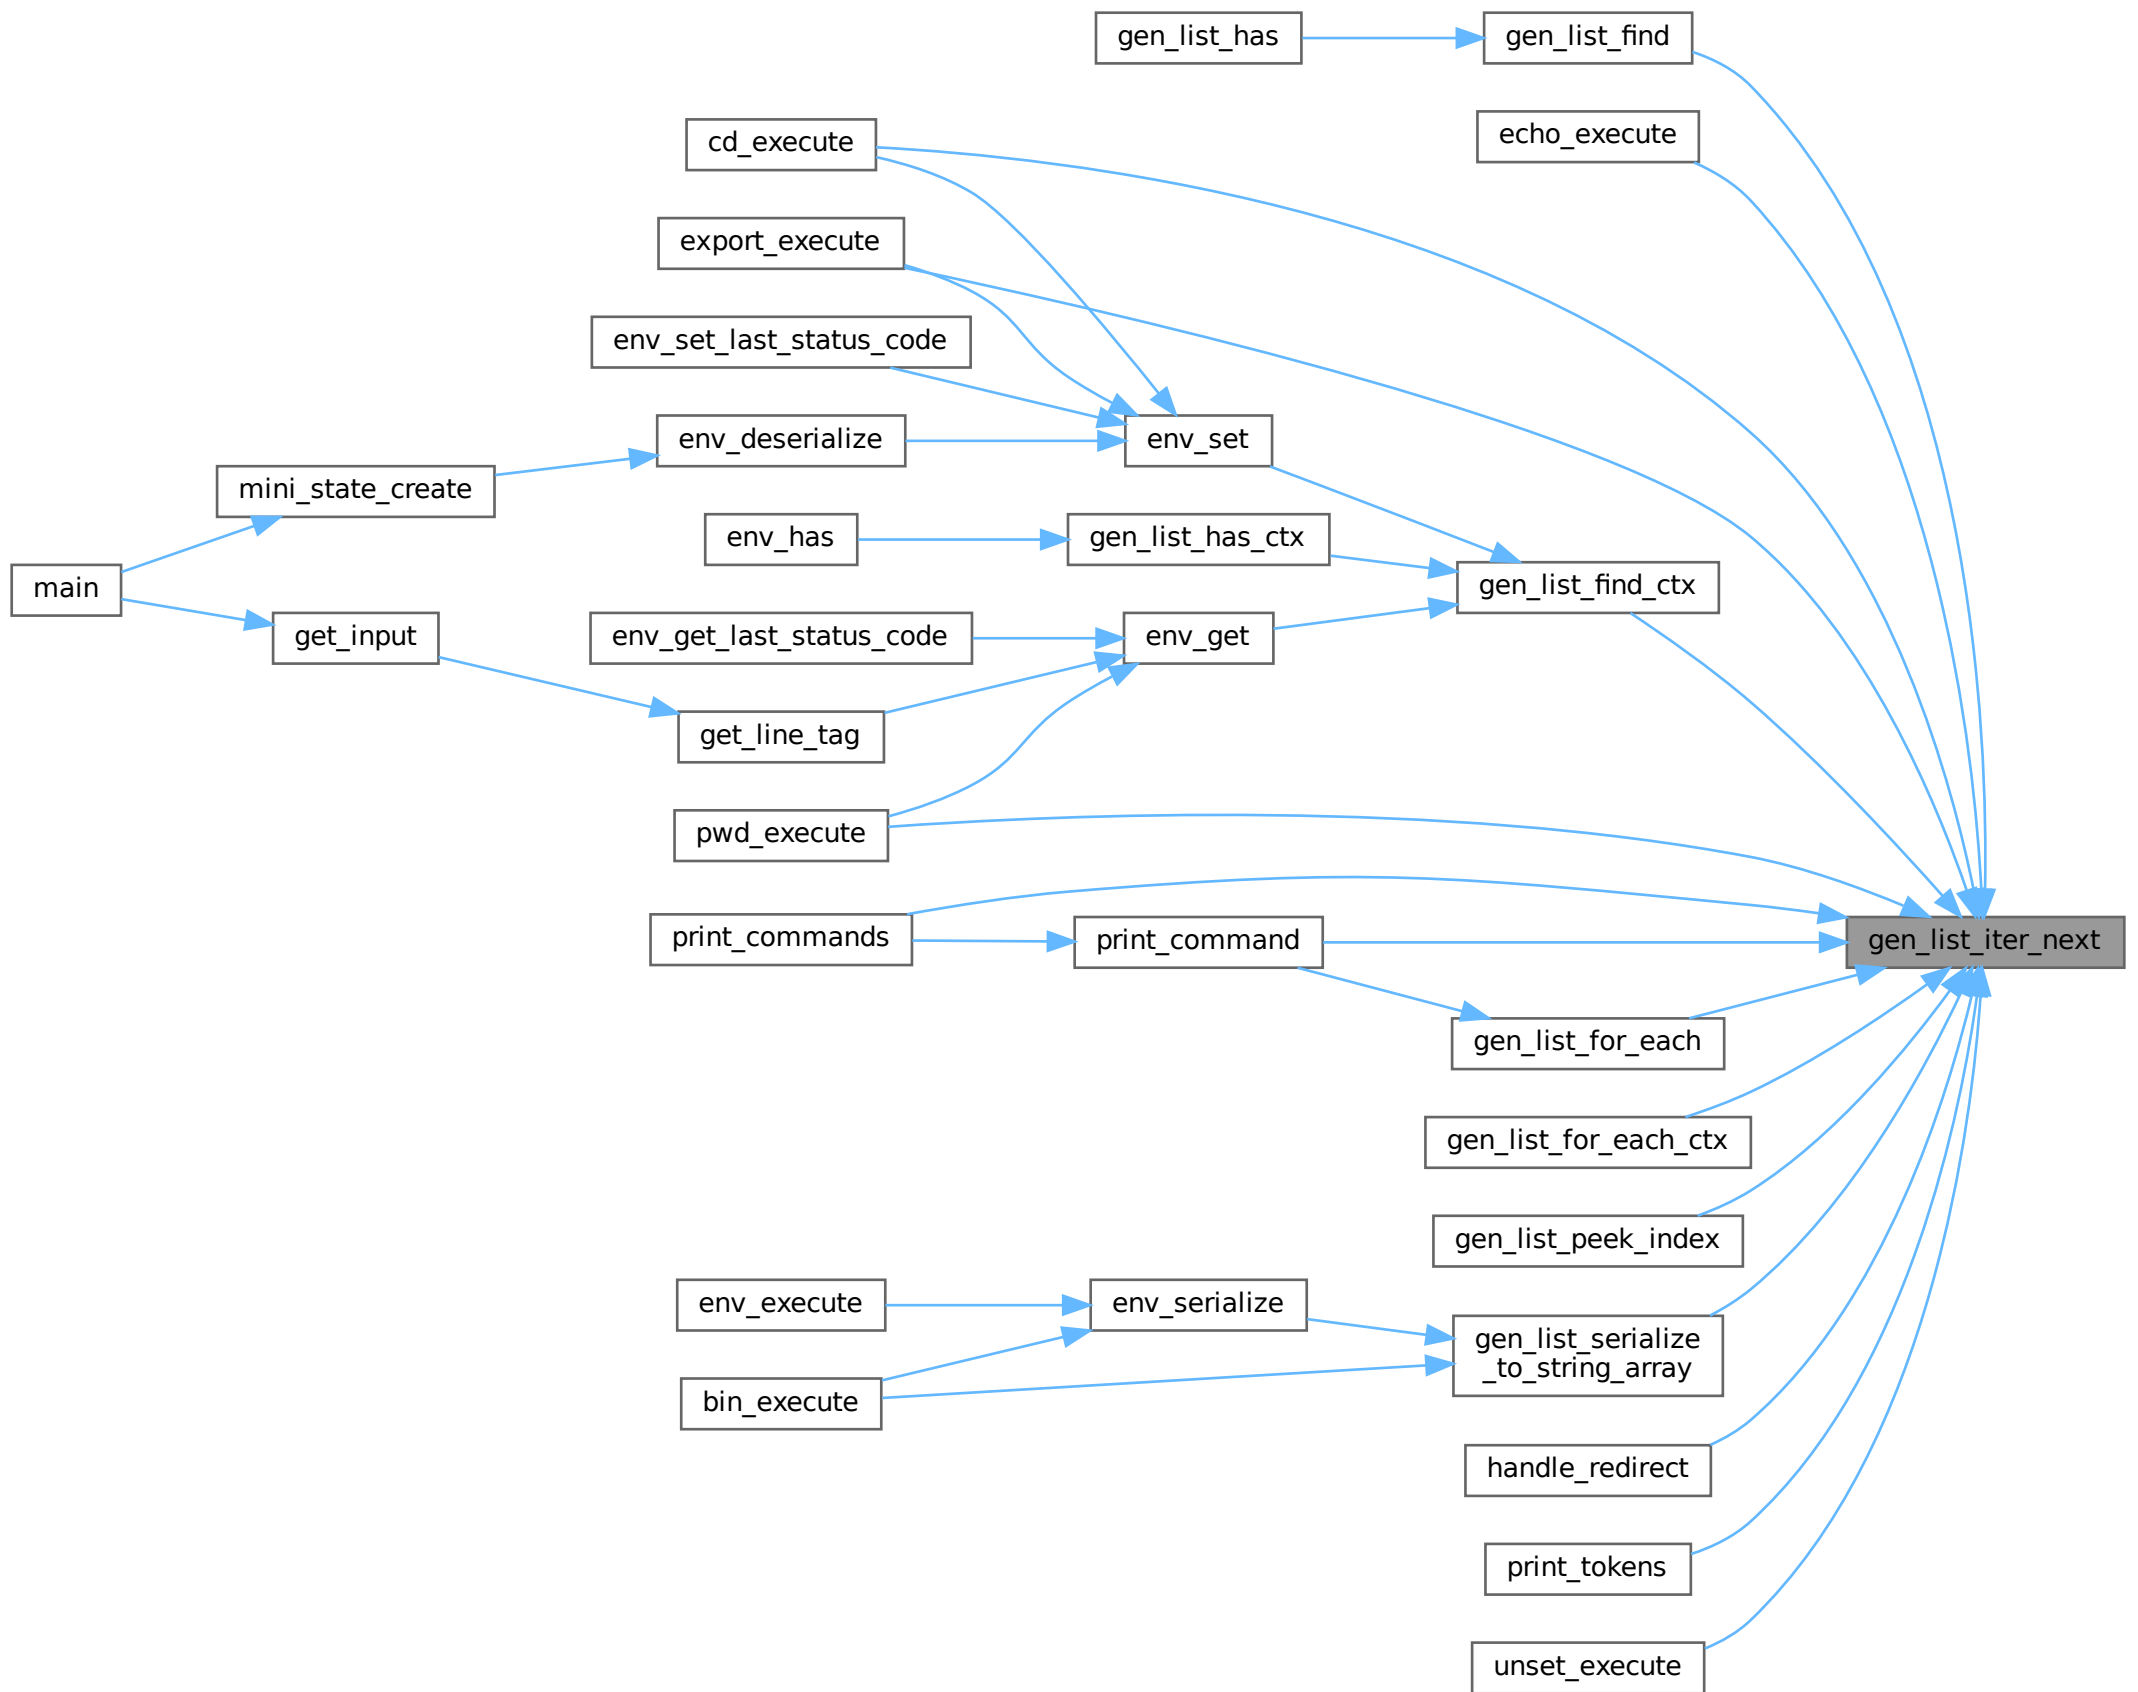 gen_list_has
gen_list_find
cd_execute
echo_execute
export_execute
env_set_last_status_code
env_deserialize
env_set
mini_state_create
env_has
gen_list_has_ctx
main
gen_list_find_ctx
get_input
env_get_last_status_code
env_get
get_line_tag
pwd_execute
print_commands
print_command
gen_list_iter_next
gen_list_for_each
gen_list_for_each_ctx
gen_list_peek_index
env_execute
env_serialize
gen_list_serialize
_to_string_array
bin_execute
handle_redirect
print_tokens
unset_execute